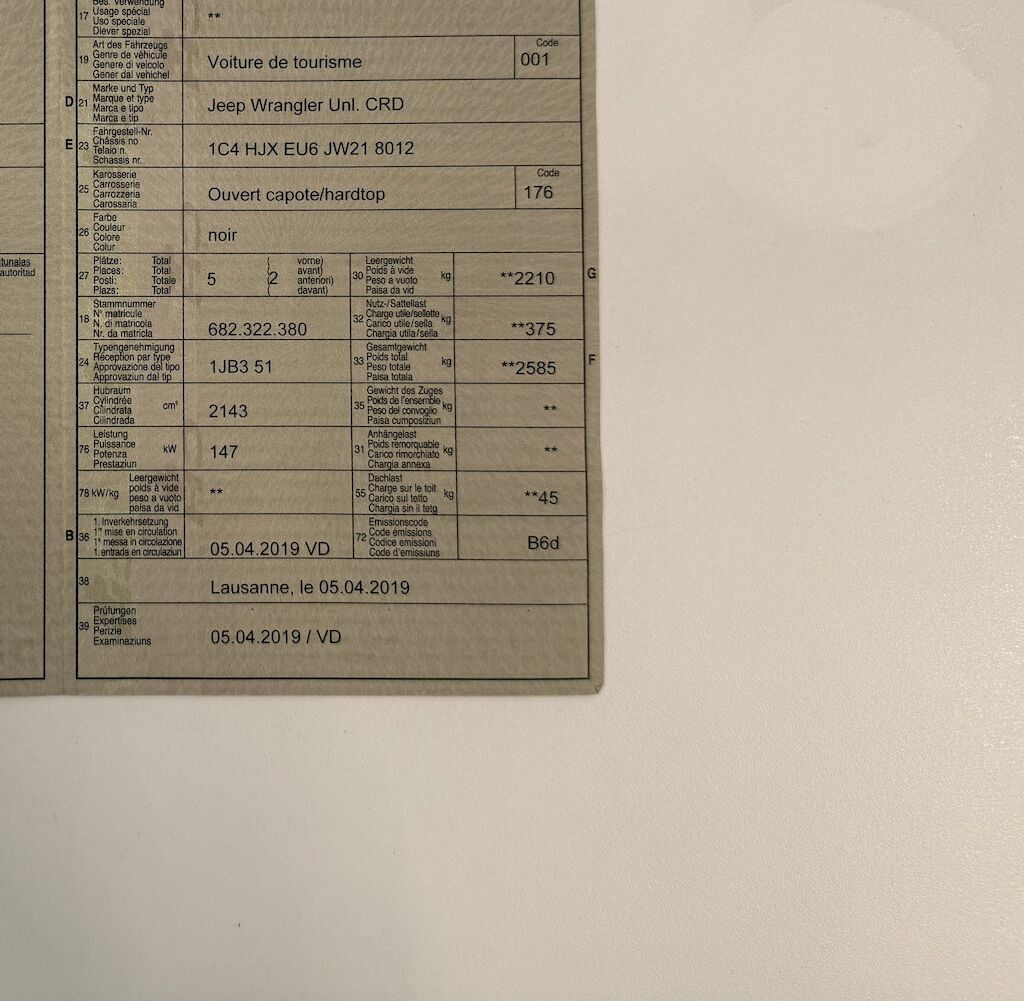 Bes. Verwendung
17 Usage spécial
Uso speciale
Diever spezial
**
Art des Fahrzeugs
19 Genre de véhicule
Genere di veicolo
Gener dal vehichel
Voiture de tourisme
Code
001
D 21 Marke und Typ
Marque et type
Marca e tipo
Marca e tip
Jeep Wrangler Unl. CRD
E 23 Fahrgestell-Nr.
Châssis no
Telaio n.
Schassis nr.
1C4 HJX EU6 JW21 8012
25 Karosserie
Carrosserie
Carrozzeria
Carossaria
Ouvert capote/hardtop
Code
176
26 Farbe
Couleur
Colore
Colur
noir
tunalas
autoritad
27 Plätze: Total
Places: Total
Posti: Totale
Plazs: Total
5
( vorne)
(2 avant)
( anteriori)
( davant)
30 Leergewicht
Poids à vide
Peso a vuoto
Paisa da vid
kg
**2210 G
18 Stammnummer
N° matricule
N. di matricola
Nr. da matricla
682.322.380
32 Nutz-/Sattellast
Charge utile/sellette
Carico utile/sella
Chargia utila/sella
kg
**375
24 Typengenehmigung
Réception par type
Approvazione del tipo
Approvaziun dal tip
1JB3 51
33 Gesamtgewicht
Poids total
Peso totale
Paisa totala
kg
**2585 F
37 Hubraum
Cylindrée
Cilindrata
Cilindrada
cm³
2143
35 Gewicht des Zuges
Poids de l'ensemble
Peso del convoglio
Paisa cumposiziun
kg
**
76 Leistung
Puissance
Potenza
Prestaziun
kW
147
31 Anhängelast
Poids remorquable
Carico rimorchiato
Chargia annexa
kg
**
78 kW/kg
Leergewicht
poids à vide
peso a vuoto
paisa da vid
**
55 Dachlast
Charge sur le toit
Carico sul tetto
Chargia sin il tetg
kg
**45
B 36 1. Inverkehrsetzung
1re mise en circulation
1a messa in circolazione
1. entrada en circulaziun
05.04.2019 VD
72 Emissionscode
Code émissions
Codice emissioni
Code d'emissiuns
B6d
38
Lausanne, le 05.04.2019
39 Prüfungen
Expertises
Perizie
Examinaziuns
05.04.2019 / VD